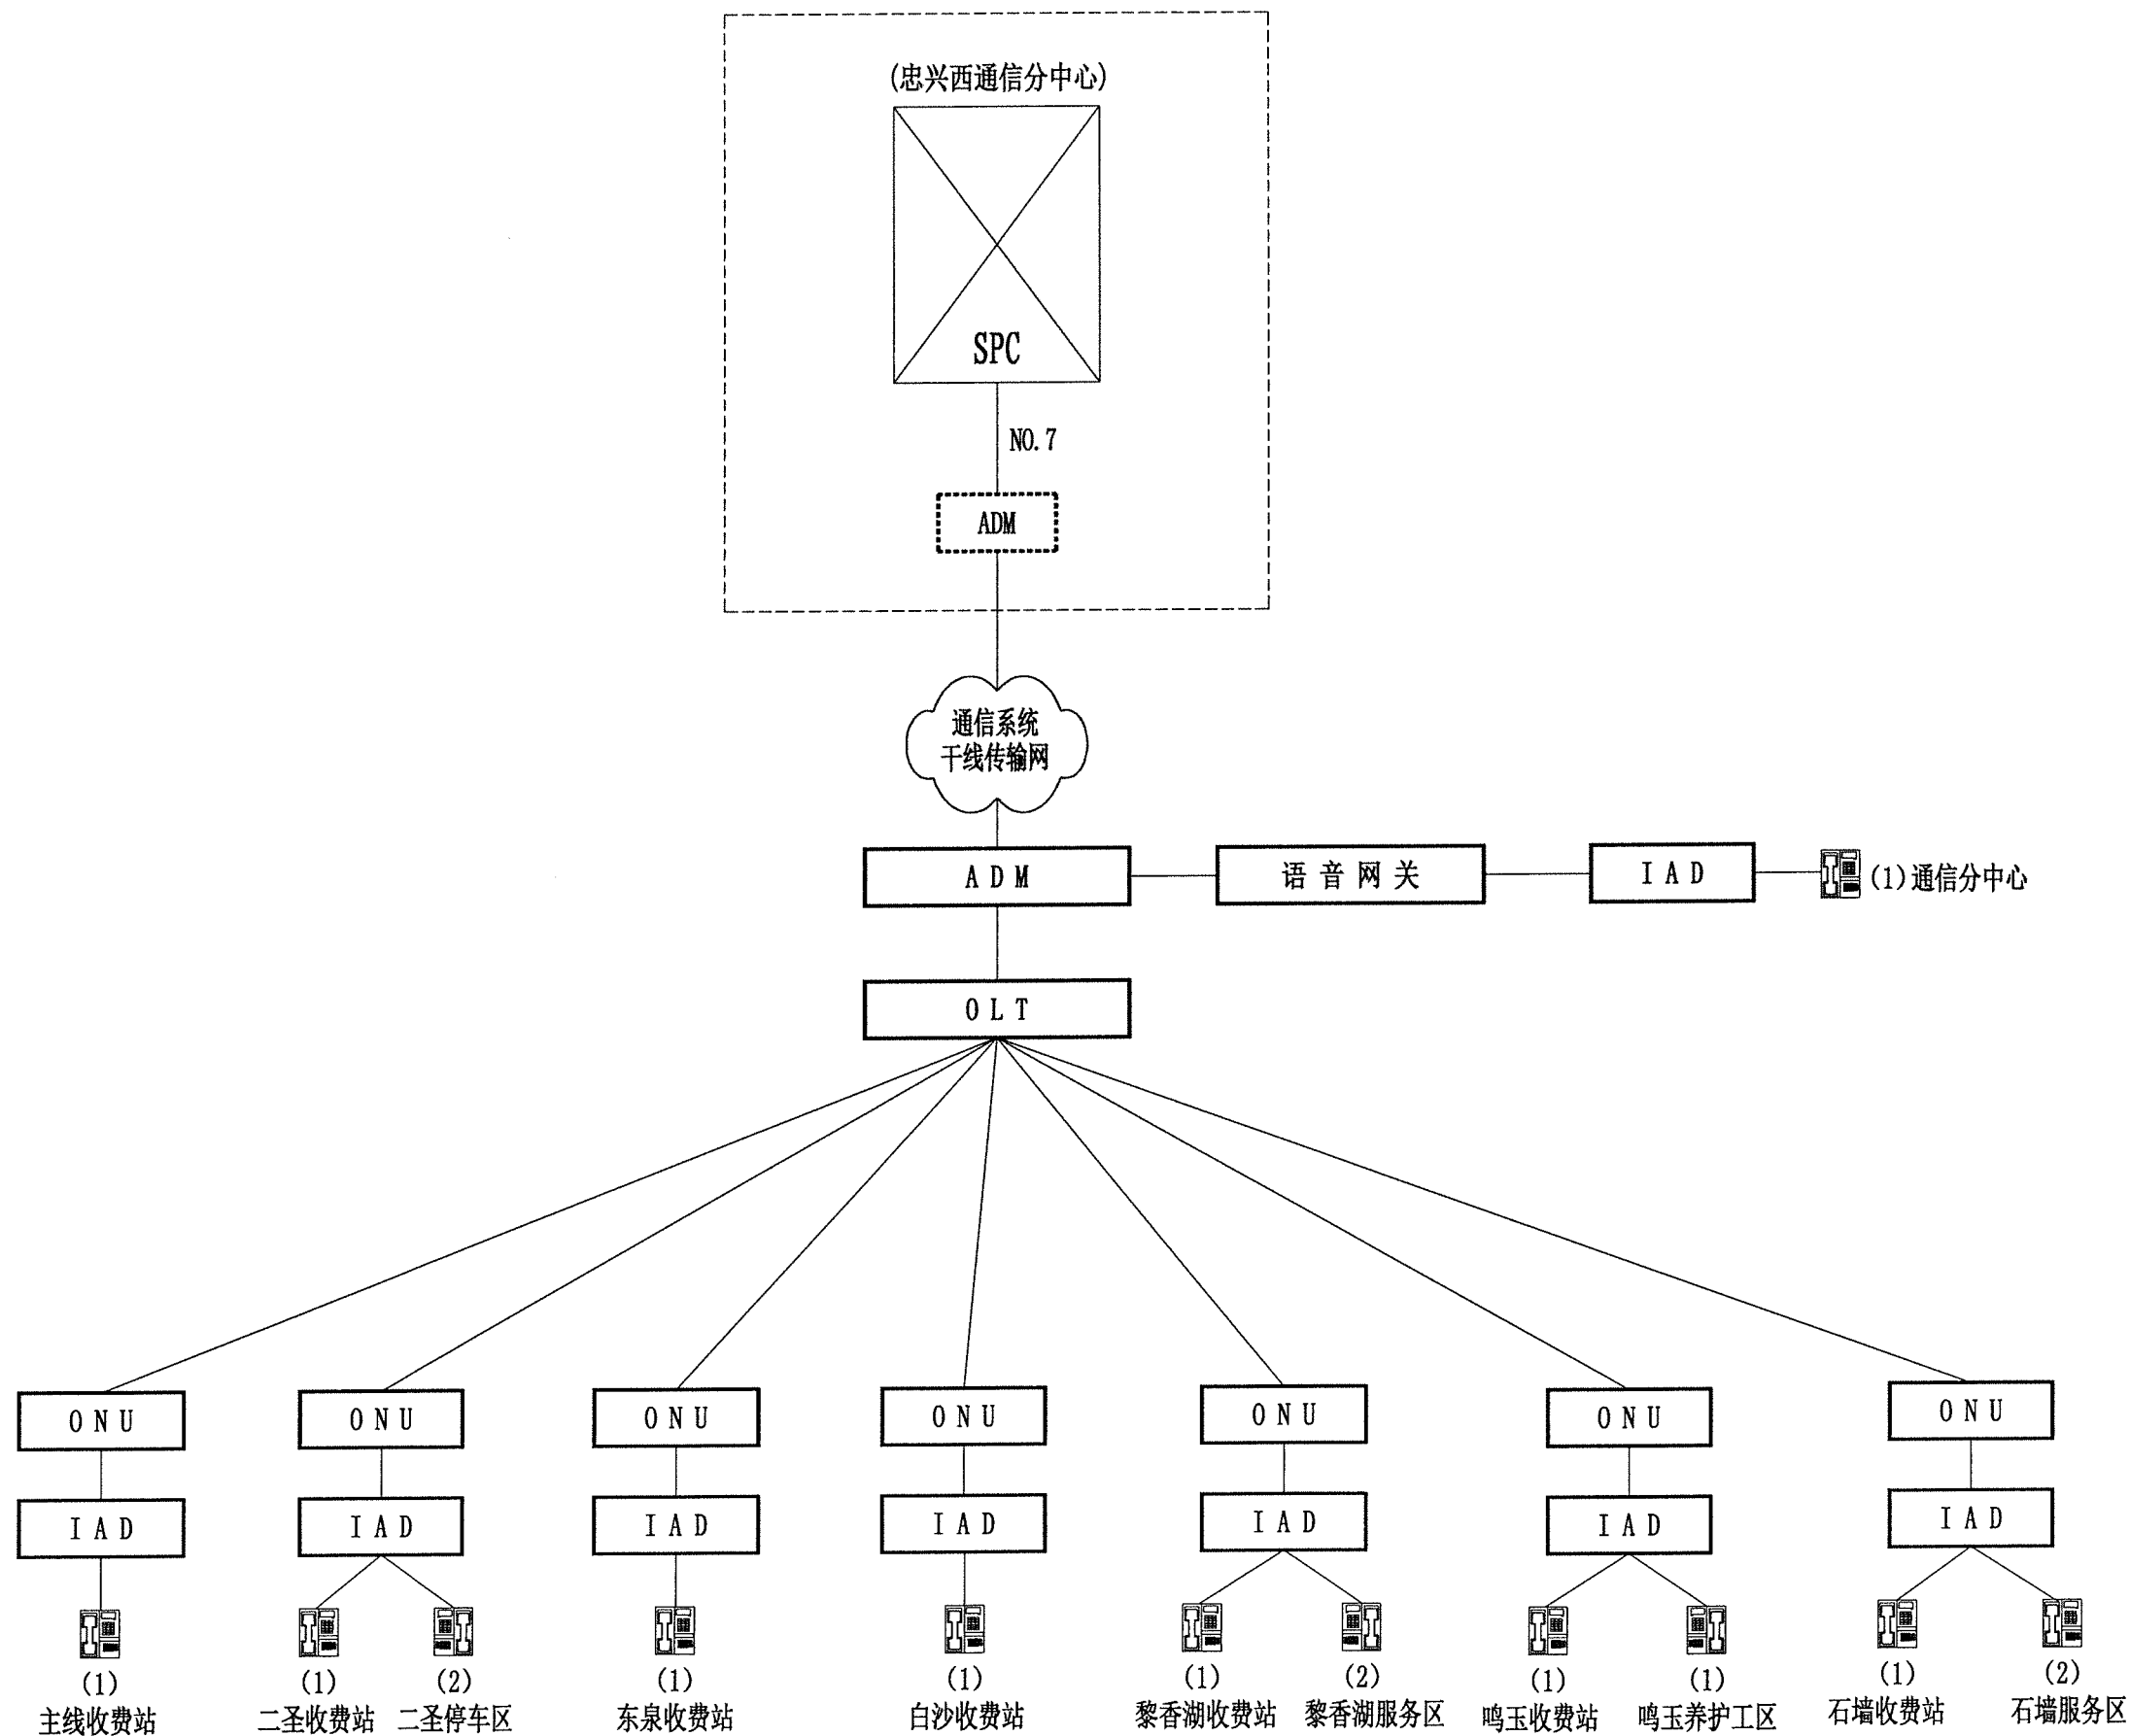 (忠兴西通信分中心)
SPC
NO.7
ADM
通信系统
干线传输网
ADM
语音网关
IAD
(1)通信分中心
OLT
ONU
ONU
ONU
ONU
ONU
ONU
ONU
IAD
IAD
IAD
IAD
IAD
IAD
IAD
(1)
(1)
(2)
(1)
(1)
(1)
(2)
(1)
(1)
(1)
(2)
主线收费站
二圣收费站
二圣停车区
东泉收费站
白沙收费站
黎香湖收费站
黎香湖服务区
鸣玉收费站
鸣玉养护工区
石墙收费站
石墙服务区